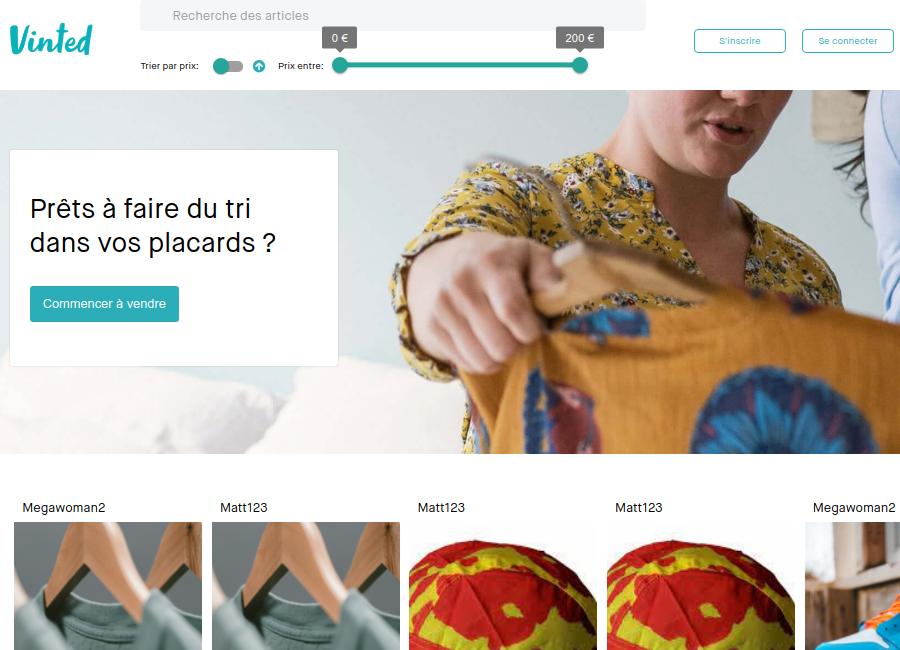 Vinted
Recherche des articles
0 €
200 €
Trier par prix:
Prix entre:
S'inscrire
Se connecter
Prêts à faire du tri
dans vos placards ?
Commencer à vendre
Megawoman2
Matt123
Matt123
Matt123
Megawoman2